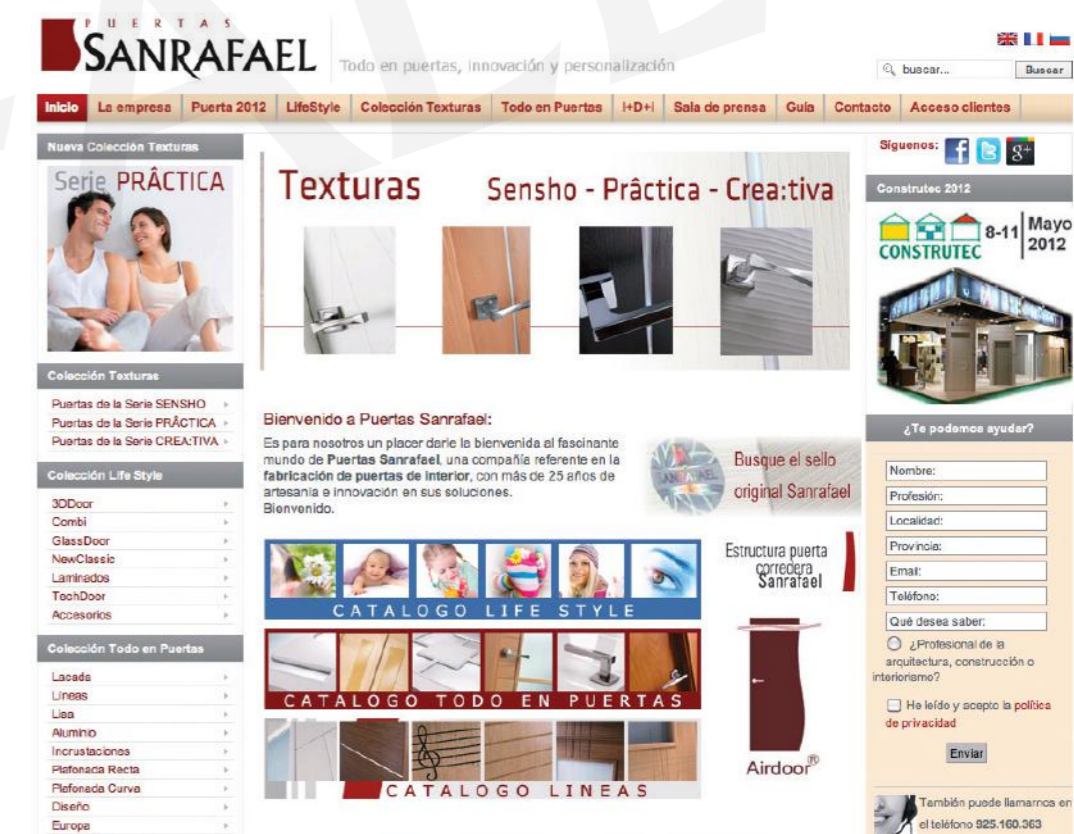 PUERTAS
SANRAFAEL
Todo en puertas, innovación y personalización
buscar...
Buscar
Inicio La empresa Puerta 2012 LifeStyle Colección Texturas Todo en Puertas I+D+i Sala de prensa Guía Contacto Acceso clientes
Nueva Colección Texturas
Serie PRÂCTICA
Colección Texturas
Puertas de la Serie SENSHO
Puertas de la Serie PRÂCTICA
Puertas de la Serie CREA:TIVA
Colección Life Style
3DDoor
Combi
GlassDoor
NewClassic
Laminados
TechDoor
Accesorios
Colección Todo en Puertas
Lacada
Líneas
Lisa
Aluminio
Incrustaciones
Plafonada Recta
Plafonada Curva
Diseño
Europa
Texturas Sensho - Prâctica - Crea:tiva
Bienvenido a Puertas Sanrafael:
Es para nosotros un placer darle la bienvenida al fascinante
mundo de Puertas Sanrafael, una compañía referente en la
fabricación de puertas de interior, con más de 25 años de
artesanía e innovación en sus soluciones.
Bienvenido.
SANRAFAEL
Busque el sello
original Sanrafael
CATALOGO LIFE STYLE
CATALOGO TODO EN PUERTAS
CATALOGO LINEAS
Estructura puerta
corredera
Sanrafael
Airdoor®
Síguenos:
f
g+
Construtec 2012
CONSTRUTEC
8-11 Mayo
2012
¿Te podemos ayudar?
Nombre:
Profesión:
Localidad:
Provincia:
Email:
Teléfono:
Qué desea saber:
¿Profesional de la
arquitectura, construcción o
interiorismo?
He leído y acepto la política
de privacidad
Enviar
También puede llamarnos en
el teléfono 925.160.363